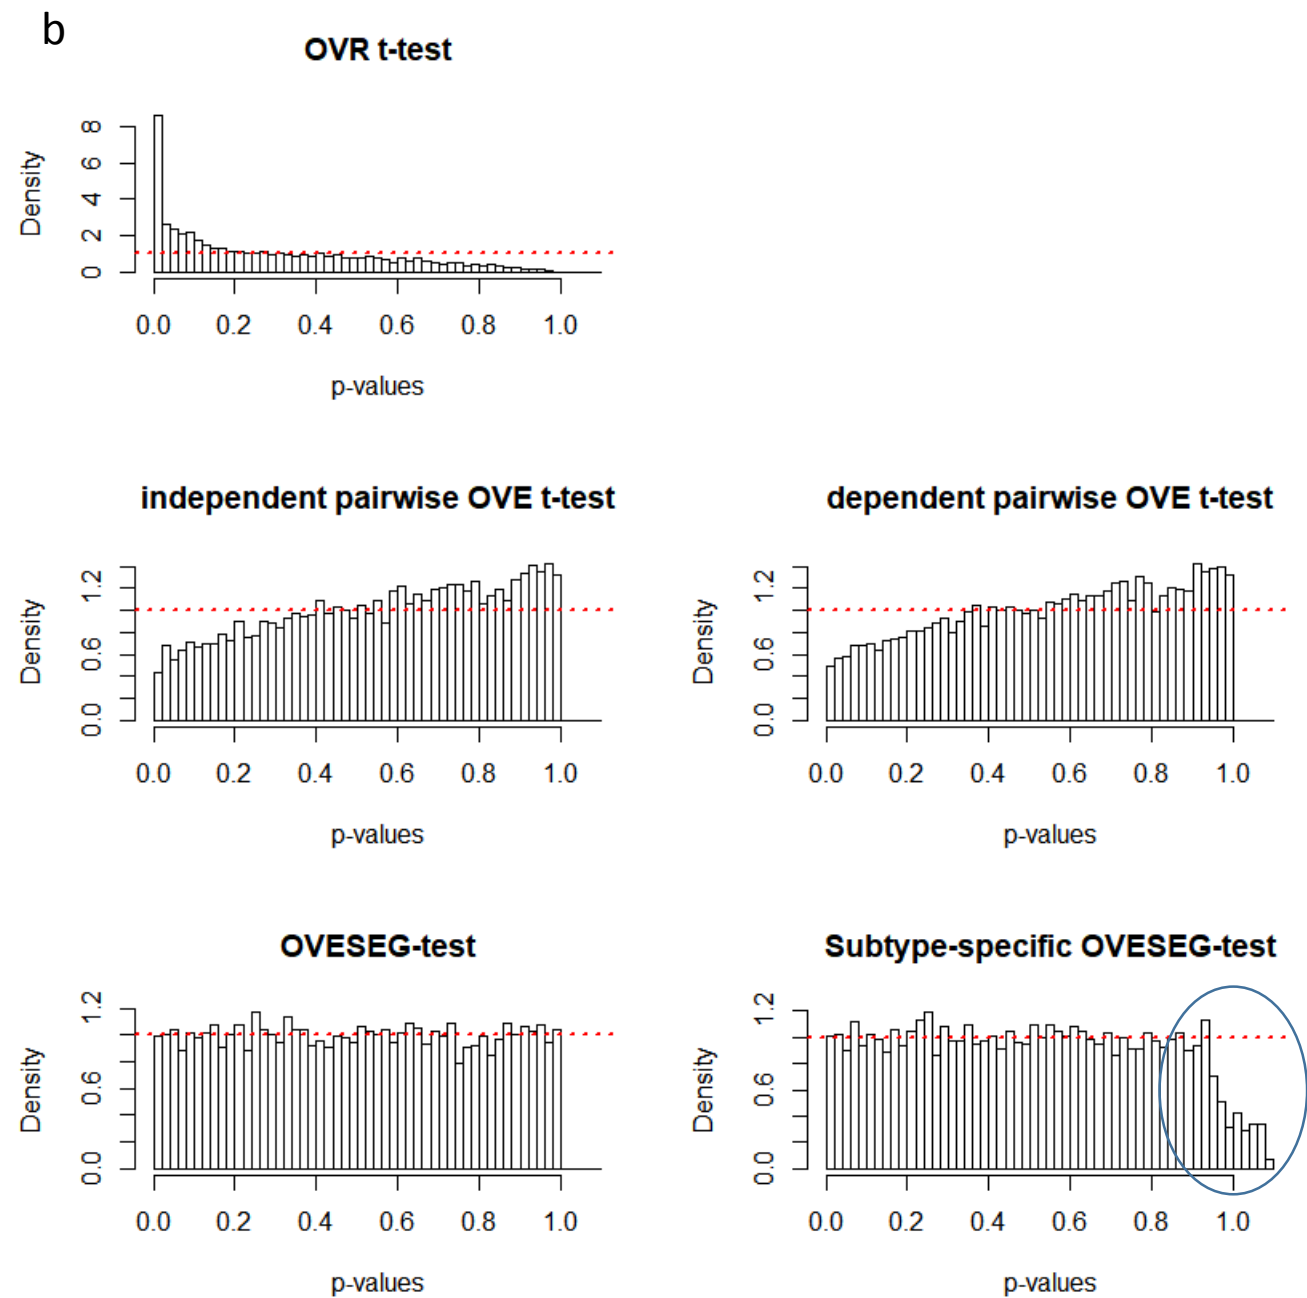 b
OVR t-test
Density
0 2 4 6 8
0.0 0.2 0.4 0.6 0.8 1.0
p-values
independent pairwise OVE t-test
Density
0.0 0.6 1.2
0.0 0.2 0.4 0.6 0.8 1.0
p-values
dependent pairwise OVE t-test
Density
0.0 0.6 1.2
0.0 0.2 0.4 0.6 0.8 1.0
p-values
OVESEG-test
Density
0.0 0.6 1.2
0.0 0.2 0.4 0.6 0.8 1.0
p-values
Subtype-specific OVESEG-test
Density
0.0 0.6 1.2
0.0 0.2 0.4 0.6 0.8 1.0
p-values